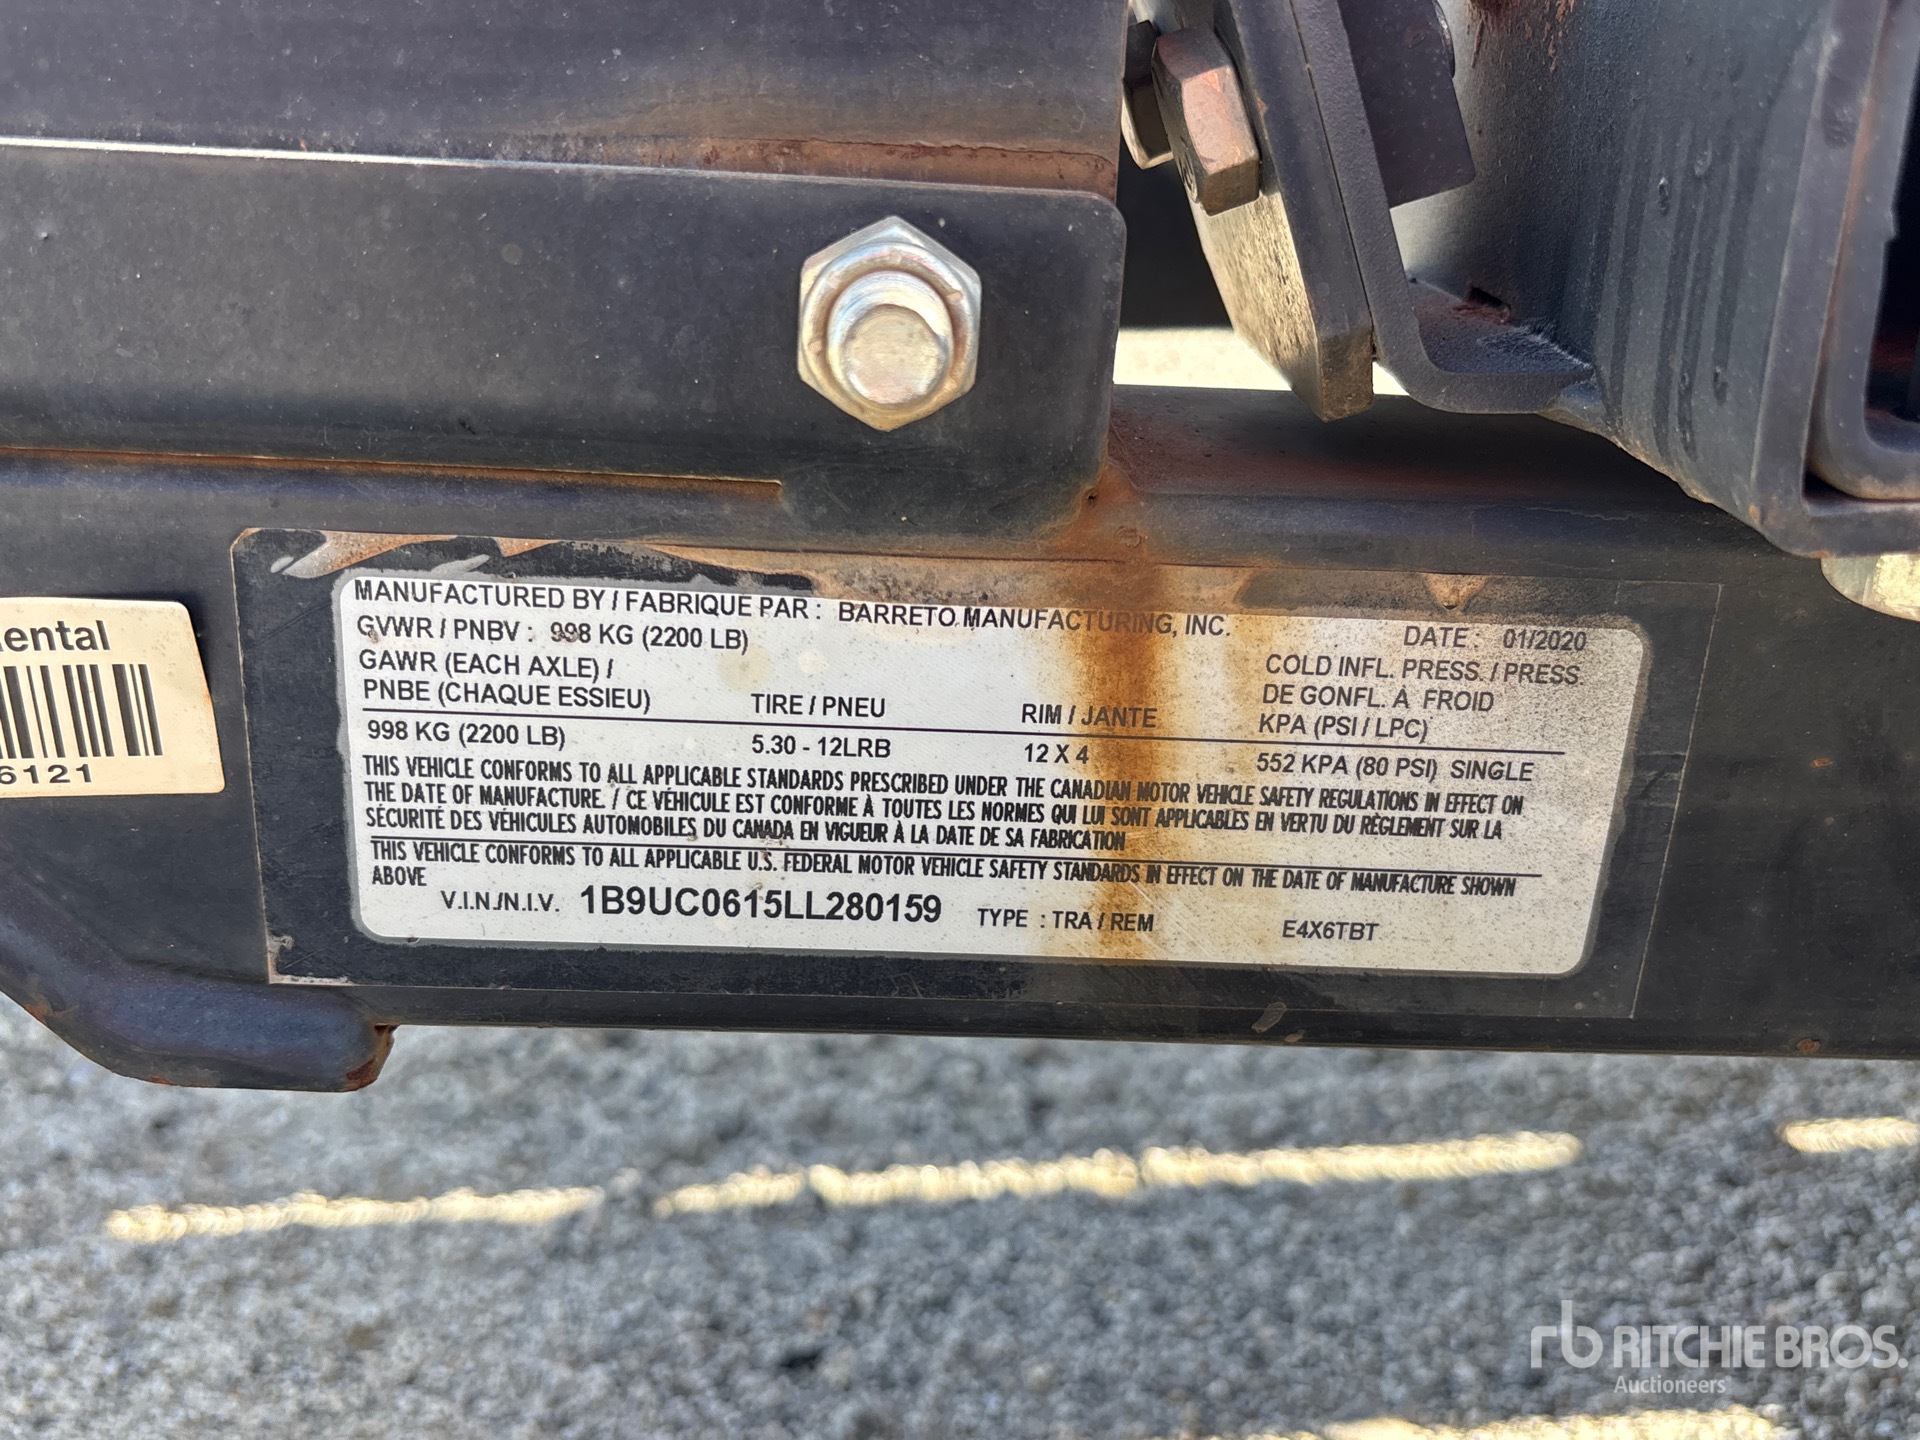 ental
6121
MANUFACTURED BY / FABRIQUE PAR : BARRETO MANUFACTURING, INC.
GVWR / PNBV : 998 KG (2200 LB)
DATE : 01/2020
GAWR (EACH AXLE) /
PNBE (CHAQUE ESSIEU)
TIRE / PNEU
RIM / JANTE
COLD INFL. PRESS. / PRESS.
DE GONFL. À FROID
KPA (PSI / LPC)
998 KG (2200 LB) 5.30 - 12LRB 12 X 4 552 KPA (80 PSI) SINGLE
THIS VEHICLE CONFORMS TO ALL APPLICABLE STANDARDS PRESCRIBED UNDER THE CANADIAN MOTOR VEHICLE SAFETY REGULATIONS IN EFFECT ON
THE DATE OF MANUFACTURE. / CE VÉHICULE EST CONFORME À TOUTES LES NORMES QUI LUI SONT APPLICABLES EN VERTU DU RÈGLEMENT SUR LA
SÉCURITÉ DES VÉHICULES AUTOMOBILES DU CANADA EN VIGUEUR À LA DATE DE SA FABRICATION
THIS VEHICLE CONFORMS TO ALL APPLICABLE U.S. FEDERAL MOTOR VEHICLE SAFETY STANDARDS IN EFFECT ON THE DATE OF MANUFACTURE SHOWN
ABOVE
V.I.N./N.I.V. 1B9UC0615LL280159 TYPE : TRA / REM E4X6TBT
rb RITCHIE BROS.
Auctioneers